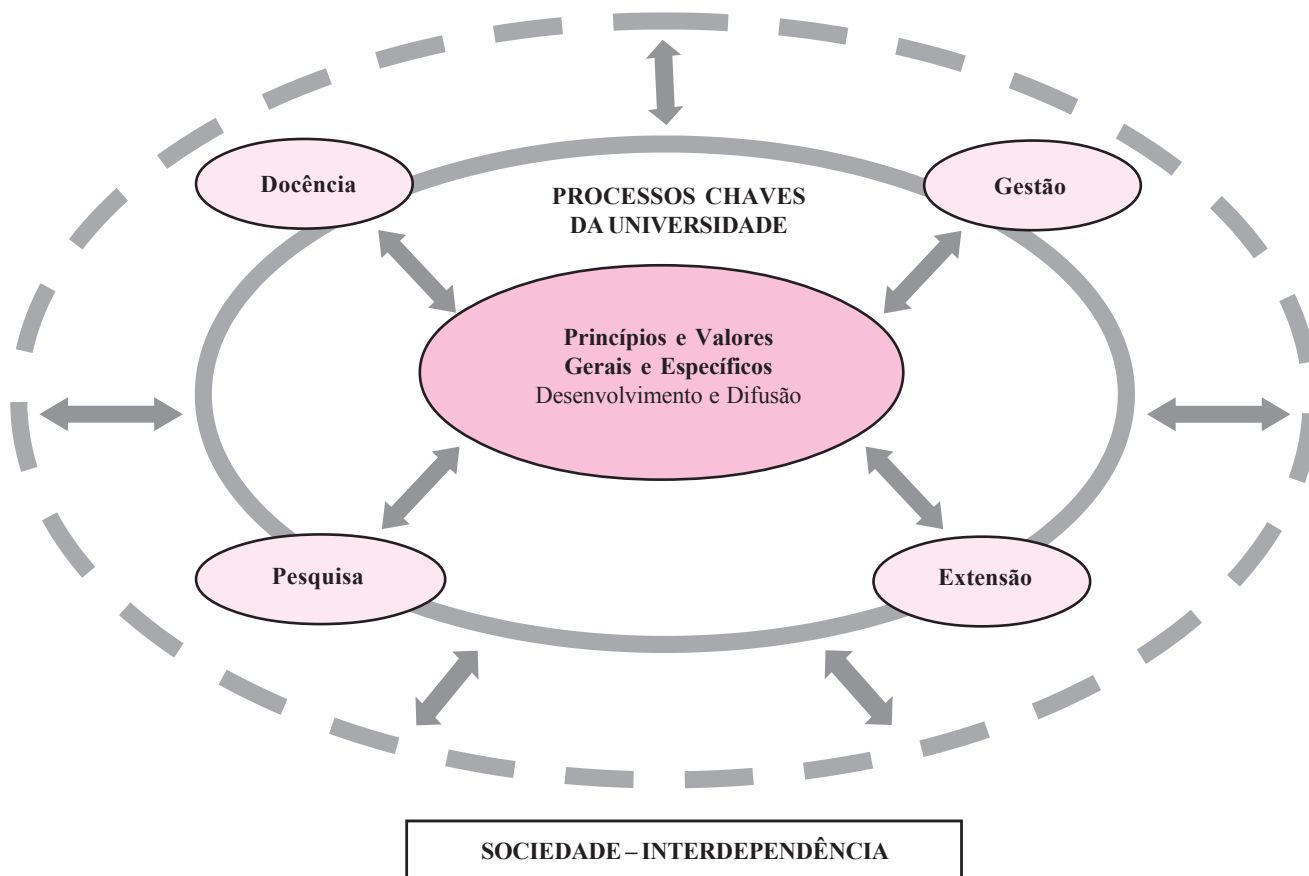 Docência
Gestão
PROCESSOS CHAVES
DA UNIVERSIDADE
Princípios e Valores
Gerais e Específicos
Desenvolvimento e Difusão
Pesquisa
Extensão
SOCIEDADE – INTERDEPENDÊNCIA